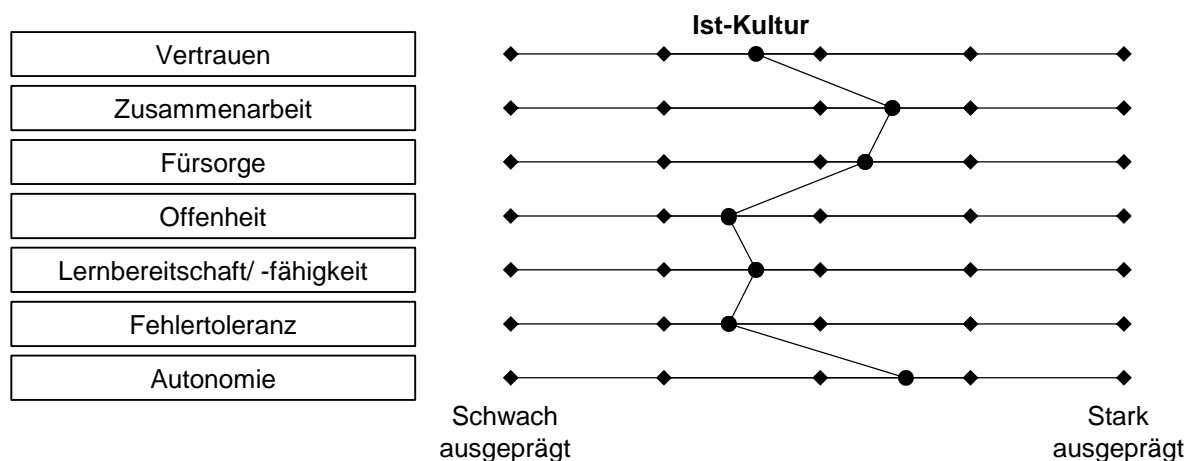 Ist-Kultur
Vertrauen
Zusammenarbeit
Fürsorge
Offenheit
Lernbereitschaft/ -fähigkeit
Fehlertoleranz
Autonomie
Schwach
ausgeprägt
Stark
ausgeprägt